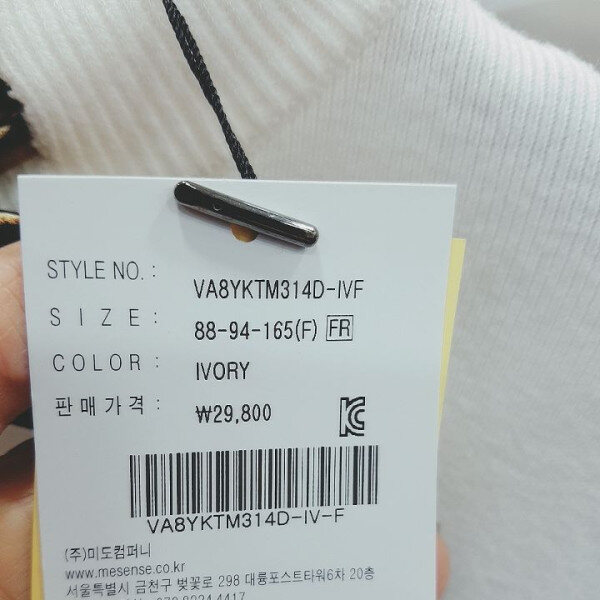 STYLE NO. : VA8YKTM314D-IVF
SIZE : 88-94-165(F) FR
COLOR : IVORY
판매가격 : ₩29,800
VA8YKTM314D-IV-F
(주)미도컴퍼니
www.mesense.co.kr
서울특별시 금천구 벚꽃로 298 대륭포스트타워6차 20층